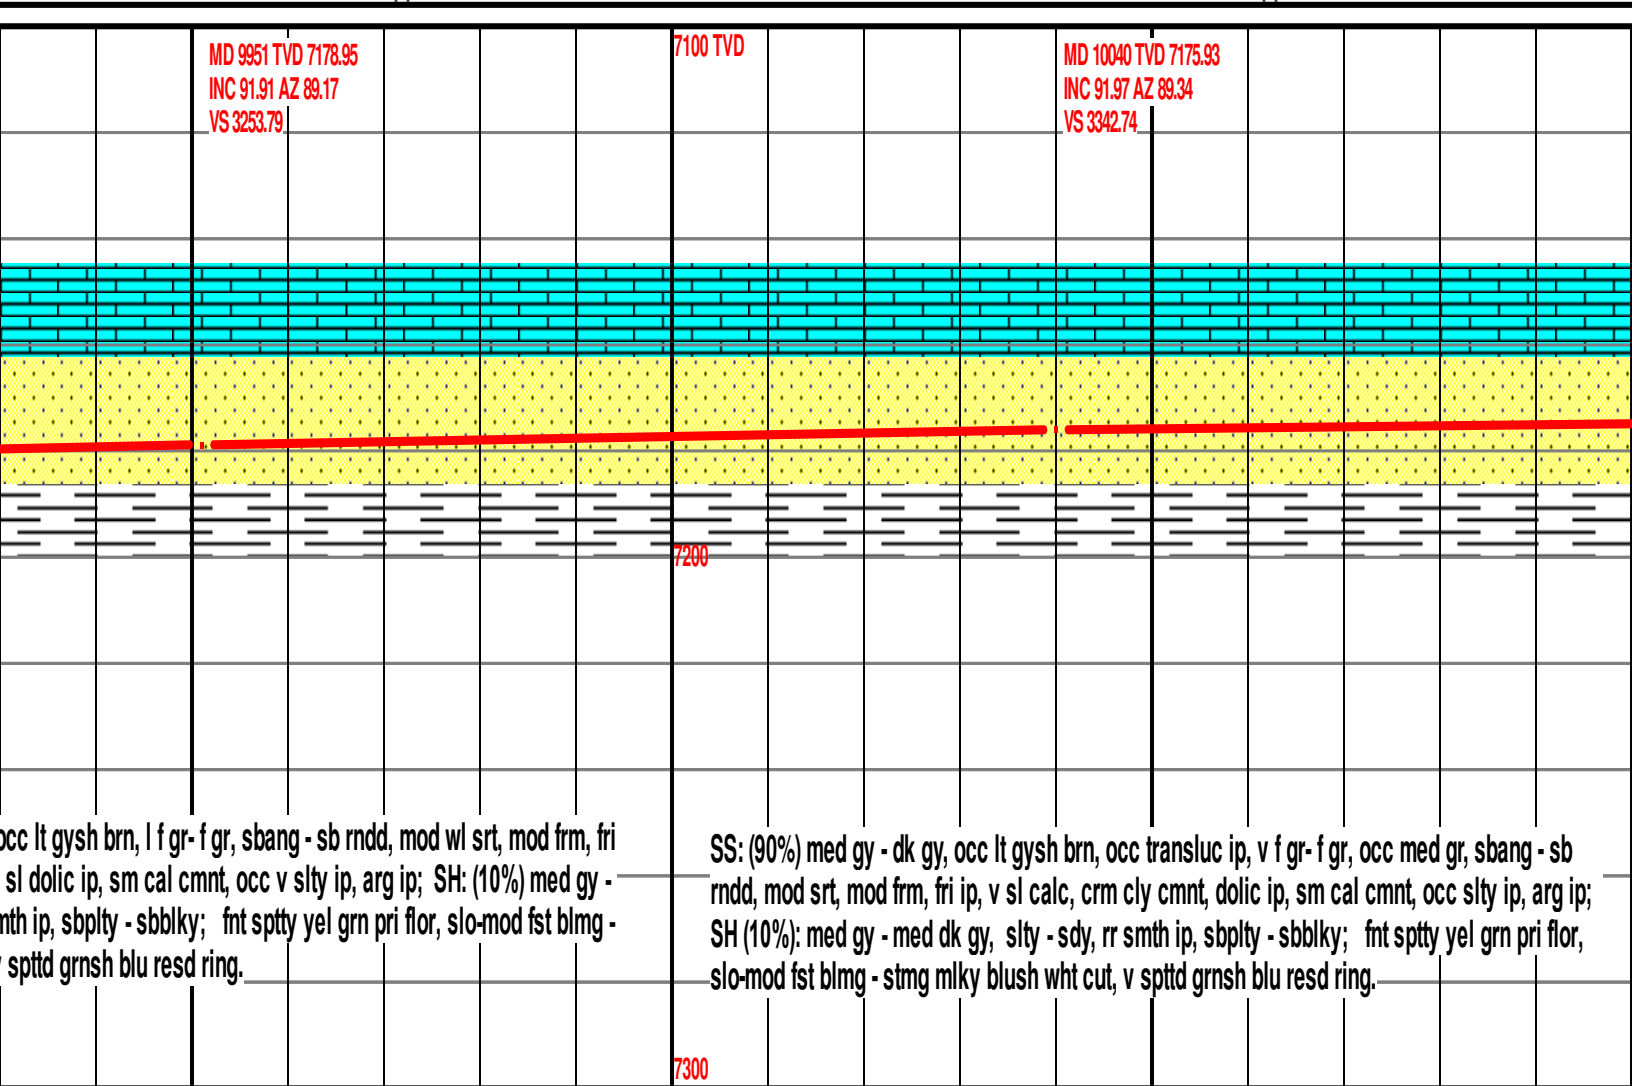 MD 9951 TVD 7178.95
INC 91.91 AZ 89.17
VS 3253.79
7100 TVD
MD 10040 TVD 7175.93
INC 91.97 AZ 89.34
VS 3342.74
7200
occ lt gysh brn, l f gr- f gr, sbang - sb rndd, mod wl srt, mod frm, fri
sl dolic ip, sm cal cmnt, occ v slty ip, arg ip; SH: (10%) med gy -
ip, sbplty - sbblky; fnt sptty yel grn pri flor, slo-mod fst blmg -
spttd grnsh blu resd ring.
SS: (90%) med gy - dk gy, occ lt gysh brn, occ transluc ip, v f gr- f gr, occ med gr, sbang - sb
rndd, mod srt, mod frm, fri ip, v sl calc, crm cly cmnt, dolic ip, sm cal cmnt, occ slty ip, arg ip;
SH (10%): med gy - med dk gy, slty - sdy, rr smth ip, sbplty - sbblky; fnt sptty yel grn pri flor,
slo-mod fst blmg - stmg mlky blush wht cut, v spttd grnsh blu resd ring.
7300